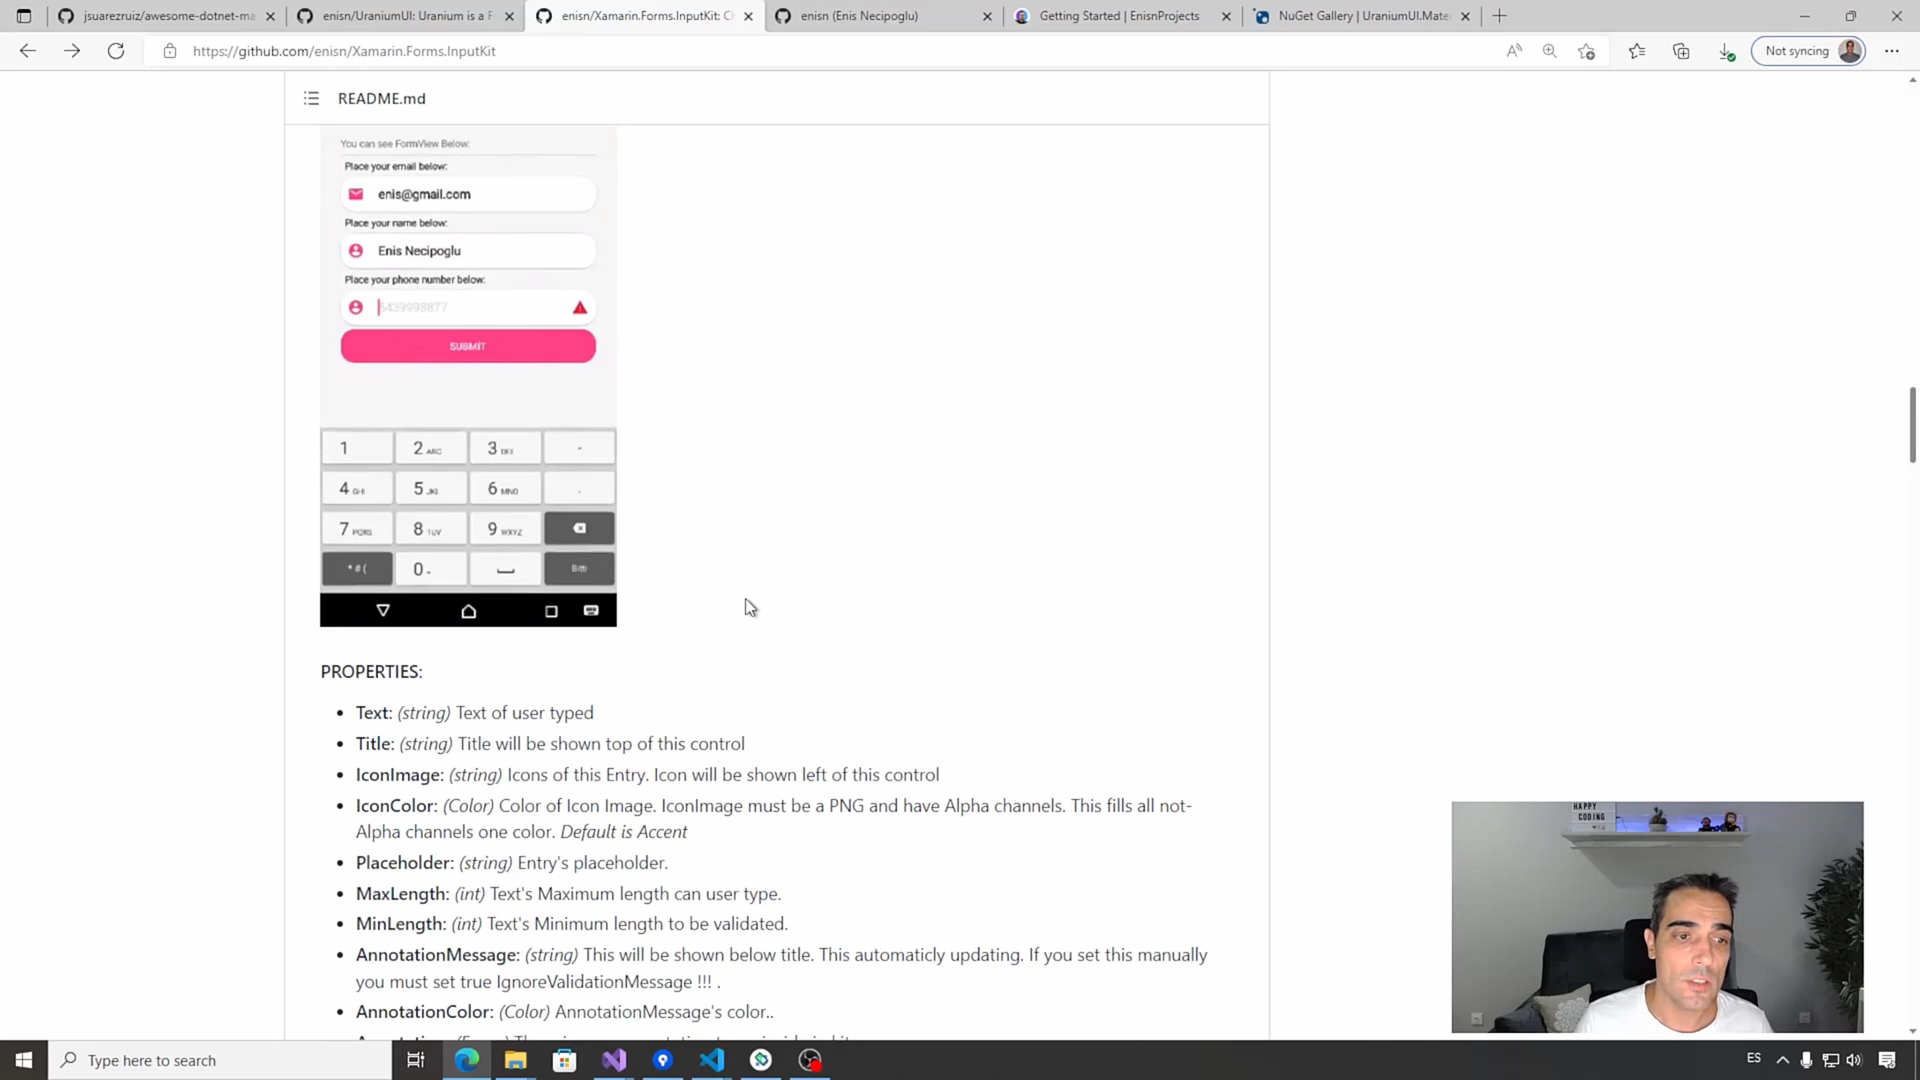 jsuarezruiz/awesome-dotnet-ma
enisn/UraniumUI: Uranium is a F
enisn/Xamarin.Forms.InputKit: C
enisn (Enis Necipoglu)
Getting Started | EnisnProjects
NuGet Gallery | UraniumUI.Mate
https://github.com/enisn/Xamarin.Forms.InputKit
Not syncing
README.md
You can see FormView Below:
Place your email below:
enis@gmail.com
Place your name below:
Enis Necipoglu
Place your phone number below:
5439998877
SUBMIT
1 2 ABC 3 DEF -
4 GHI 5 JKL 6 MNO .
7 PQRS 8 TUV 9 WXYZ
* # ( 0
PROPERTIES:
• Text: (string) Text of user typed
• Title: (string) Title will be shown top of this control
• IconImage: (string) Icons of this Entry. Icon will be shown left of this control
• IconColor: (Color) Color of Icon Image. IconImage must be a PNG and have Alpha channels. This fills all not-
Alpha channels one color. Default is Accent
• Placeholder: (string) Entry's placeholder.
• MaxLength: (int) Text's Maximum length can user type.
• MinLength: (int) Text's Minimum length to be validated.
• AnnotationMessage: (string) This will be shown below title. This automaticly updating. If you set this manually
you must set true IgnoreValidationMessage !!! .
• AnnotationColor: (Color) AnnotationMessage's color..
HAPPY
CODING
Type here to search
ES